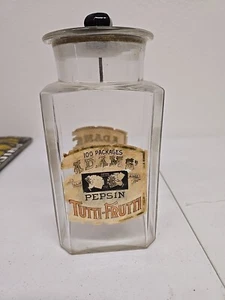 100 PACKAGES
ADAMS'
PEPSIN
TUTTI-FRUTTI